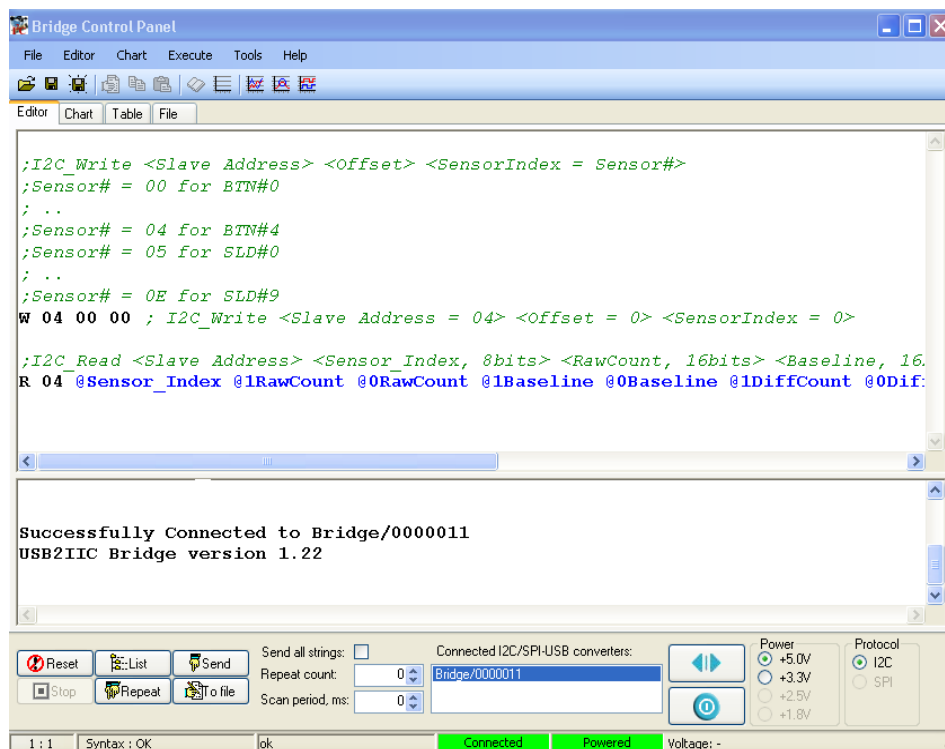 Bridge Control Panel
File Editor Chart Execute Tools Help
Editor Chart Table File
;I2C_Write <Slave Address> <Offset> <SensorIndex = Sensor#>
;Sensor# = 00 for BTN#0
; ..
;Sensor# = 04 for BTN#4
;Sensor# = 05 for SLD#0
; ..
;Sensor# = 0E for SLD#9
W 04 00 00 ; I2C_Write <Slave Address = 04> <Offset = 0> <SensorIndex = 0>
;I2C_Read <Slave Address> <Sensor_Index, 8bits> <RawCount, 16bits> <Baseline, 16
R 04 @Sensor_Index @1RawCount @0RawCount @1Baseline @0Baseline @1DiffCount @0Dif
Successfully Connected to Bridge/0000011
USB2IIC Bridge version 1.22
Reset List Send
Stop Repeat To file
Send all strings:
Repeat count: 0
Scan period, ms: 0
Connected I2C/SPI-USB converters:
Bridge/0000011
Power
+5.0V
+3.3V
+2.5V
+1.8V
Protocol
I2C
SPI
1 : 1 Syntax : OK ok Connected Powered Voltage: -